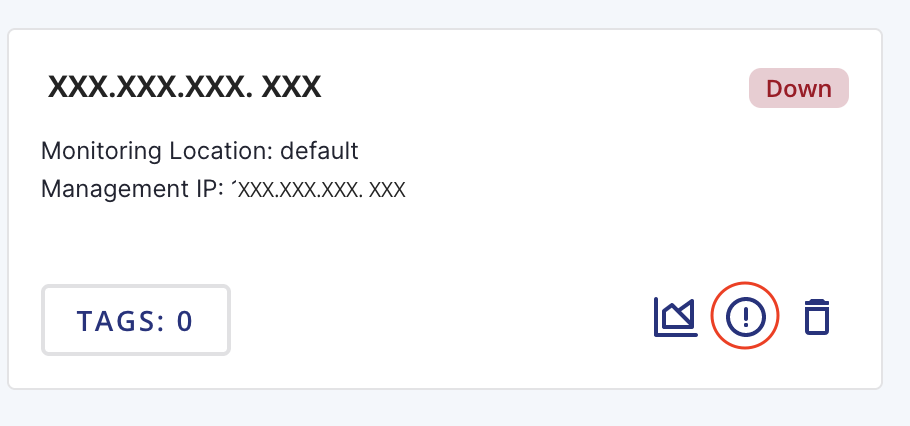 XXX.XXX.XXX. XXX
Down
Monitoring Location: default
Management IP: ´XXX.XXX.XXX. XXX
TAGS: 0